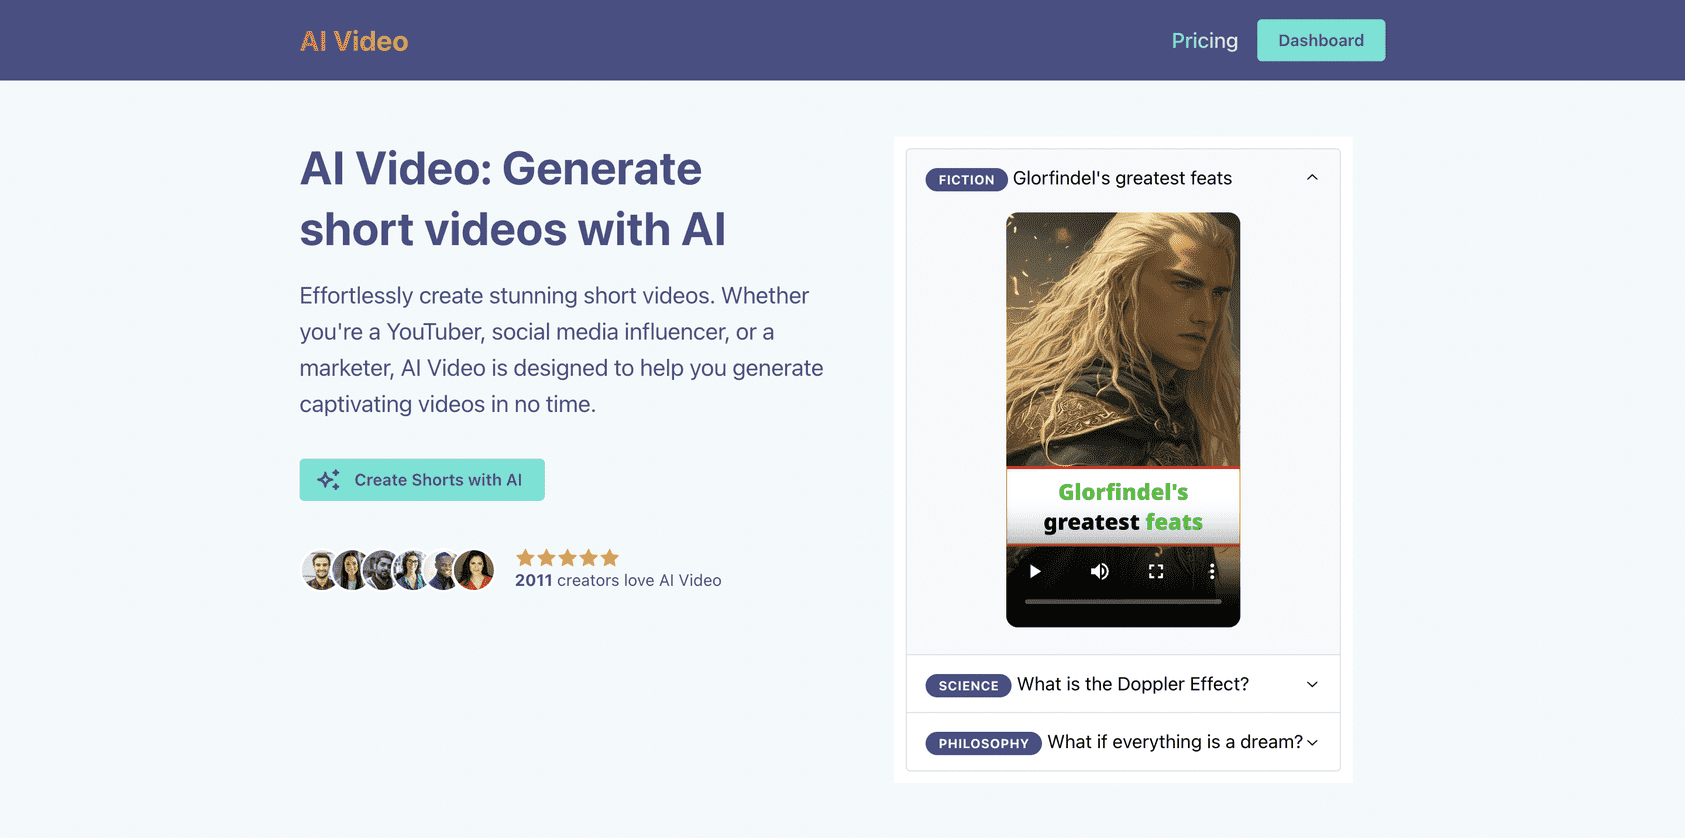 AI Video
Pricing
Dashboard
AI Video: Generate
short videos with AI
Effortlessly create stunning short videos. Whether
you're a YouTuber, social media influencer, or a
marketer, AI Video is designed to help you generate
captivating videos in no time.
Create Shorts with AI
2011 creators love AI Video
FICTION Glorfindel's greatest feats
Glorfindel's
greatest feats
SCIENCE What is the Doppler Effect?
PHILOSOPHY What if everything is a dream?